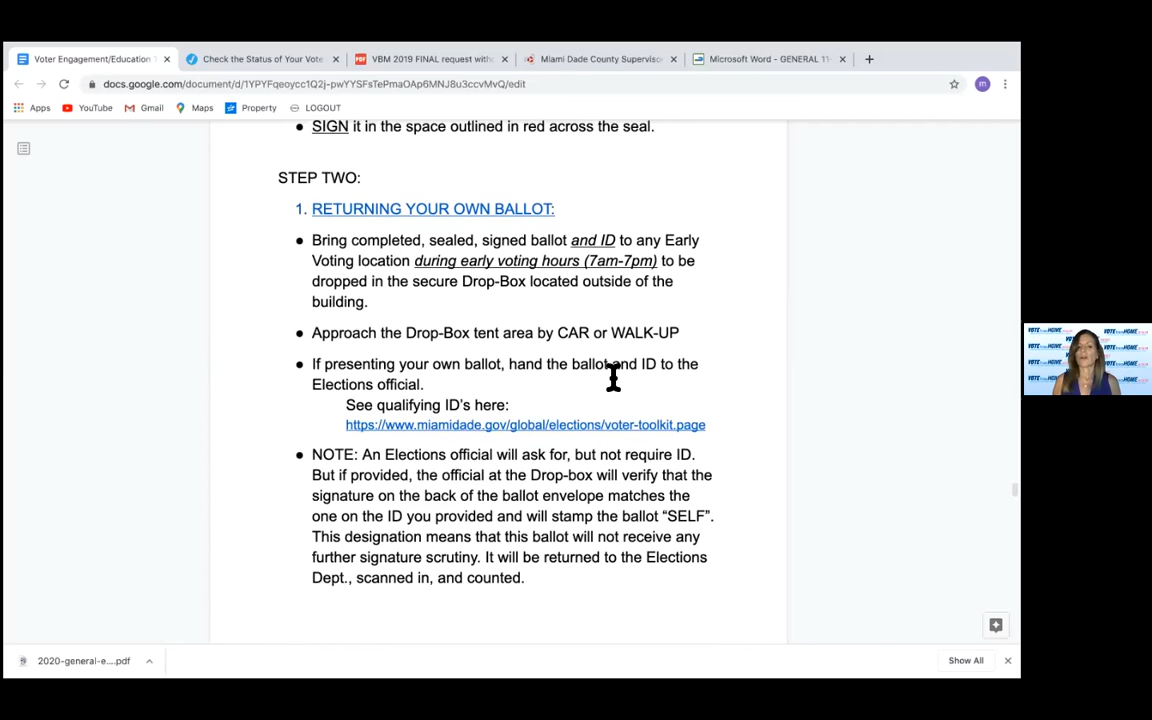 Voter Engagement/Education
Check the Status of Your Vote
VBM 2019 FINAL request with
Miami Dade County Supervisor
Microsoft Word - GENERAL 11-
docs.google.com/document/d/1YPYFqeoycc1Q2j-pwYYSFsTePmaOAp6MNJ8u3ccvMvQ/edit
m
Apps YouTube Gmail Maps Property LOGOUT
• SIGN it in the space outlined in red across the seal.
STEP TWO:
1. RETURNING YOUR OWN BALLOT:
• Bring completed, sealed, signed ballot and ID to any Early
Voting location during early voting hours (7am-7pm) to be
dropped in the secure Drop-Box located outside of the
building.
• Approach the Drop-Box tent area by CAR or WALK-UP
• If presenting your own ballot, hand the ballot and ID to the
Elections official.
See qualifying ID's here:
https://www.miamidade.gov/global/elections/voter-toolkit.page
• NOTE: An Elections official will ask for, but not require ID.
But if provided, the official at the Drop-box will verify that the
signature on the back of the ballot envelope matches the
one on the ID you provided and will stamp the ballot “SELF”.
This designation means that this ballot will not receive any
further signature scrutiny. It will be returned to the Elections
Dept., scanned in, and counted.
2020-general-e....pdf
Show All